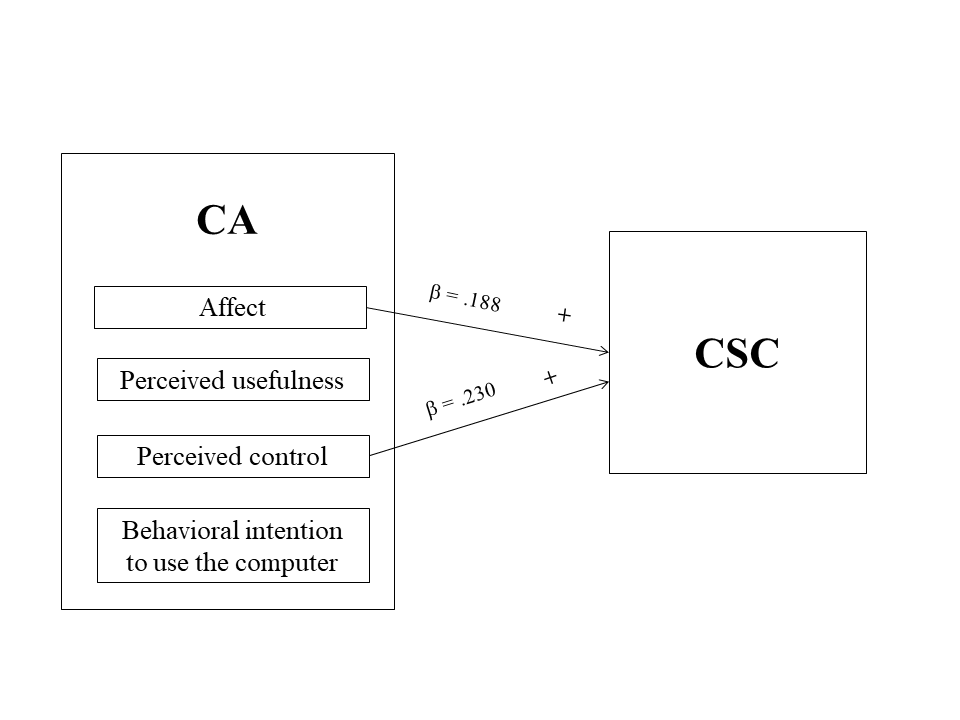 CA
Affect
Perceived usefulness
Perceived control
Behavioral intention
to use the computer
β = .188
+
β = .230
+
CSC